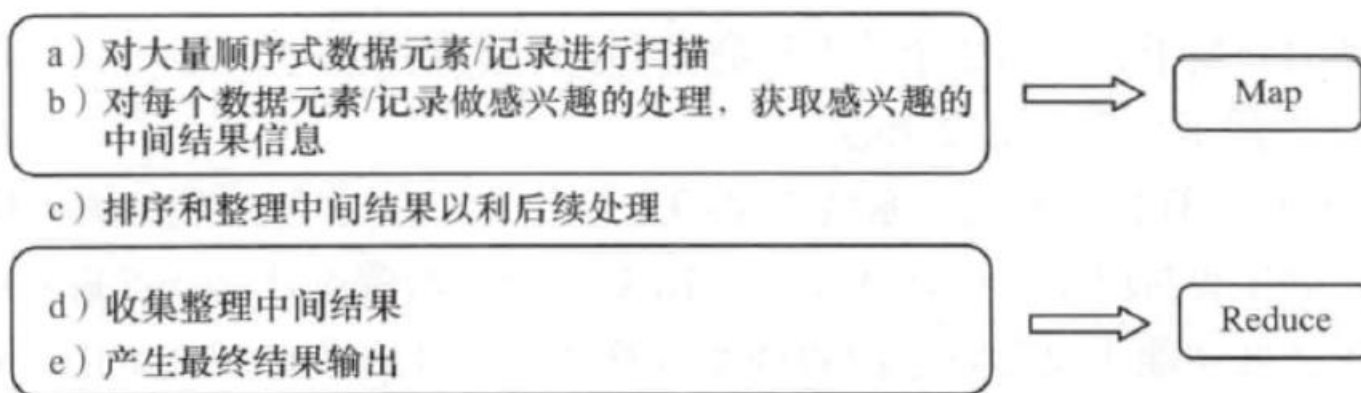 a）对大量顺序式数据元素/记录进行扫描
b）对每个数据元素/记录做感兴趣的处理，获取感兴趣的
中间结果信息
Map
c）排序和整理中间结果以利后续处理
d）收集整理中间结果
e）产生最终结果输出
Reduce